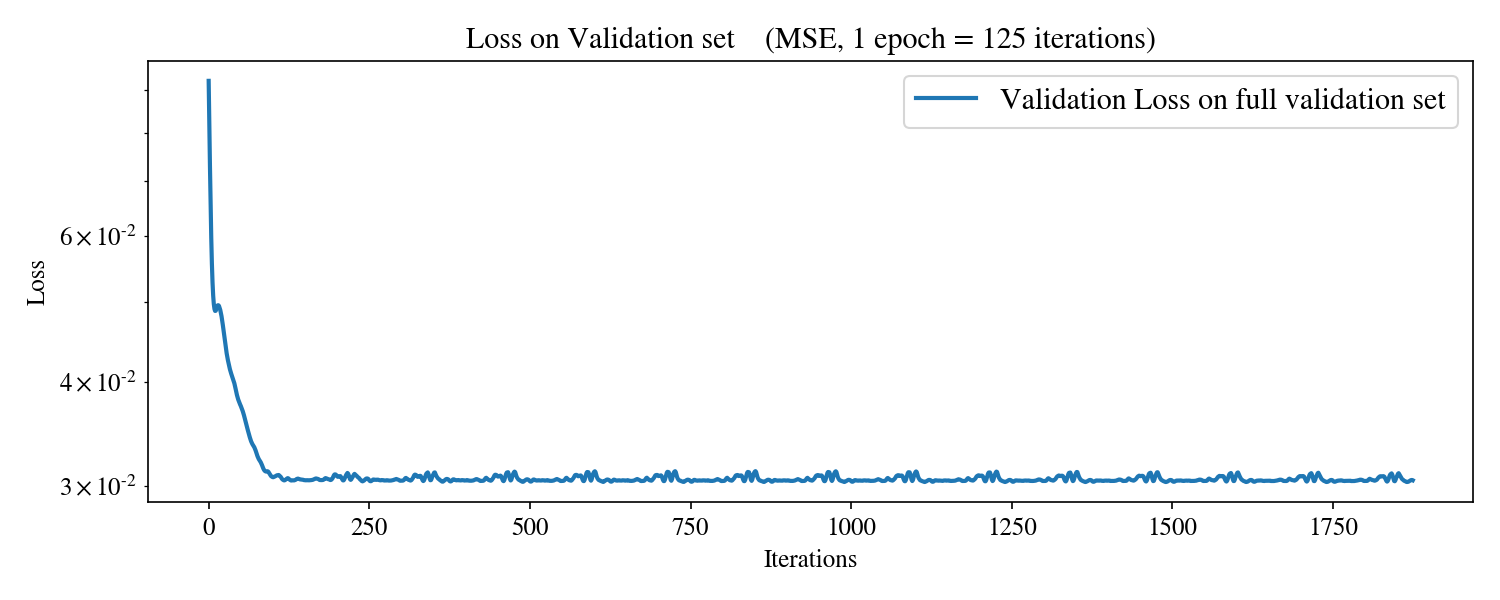 Loss on Validation set (MSE, 1 epoch = 125 iterations)
Validation Loss on full validation set
Loss
6×10⁻²
4×10⁻²
3×10⁻²
0 250 500 750 1000 1250 1500 1750
Iterations